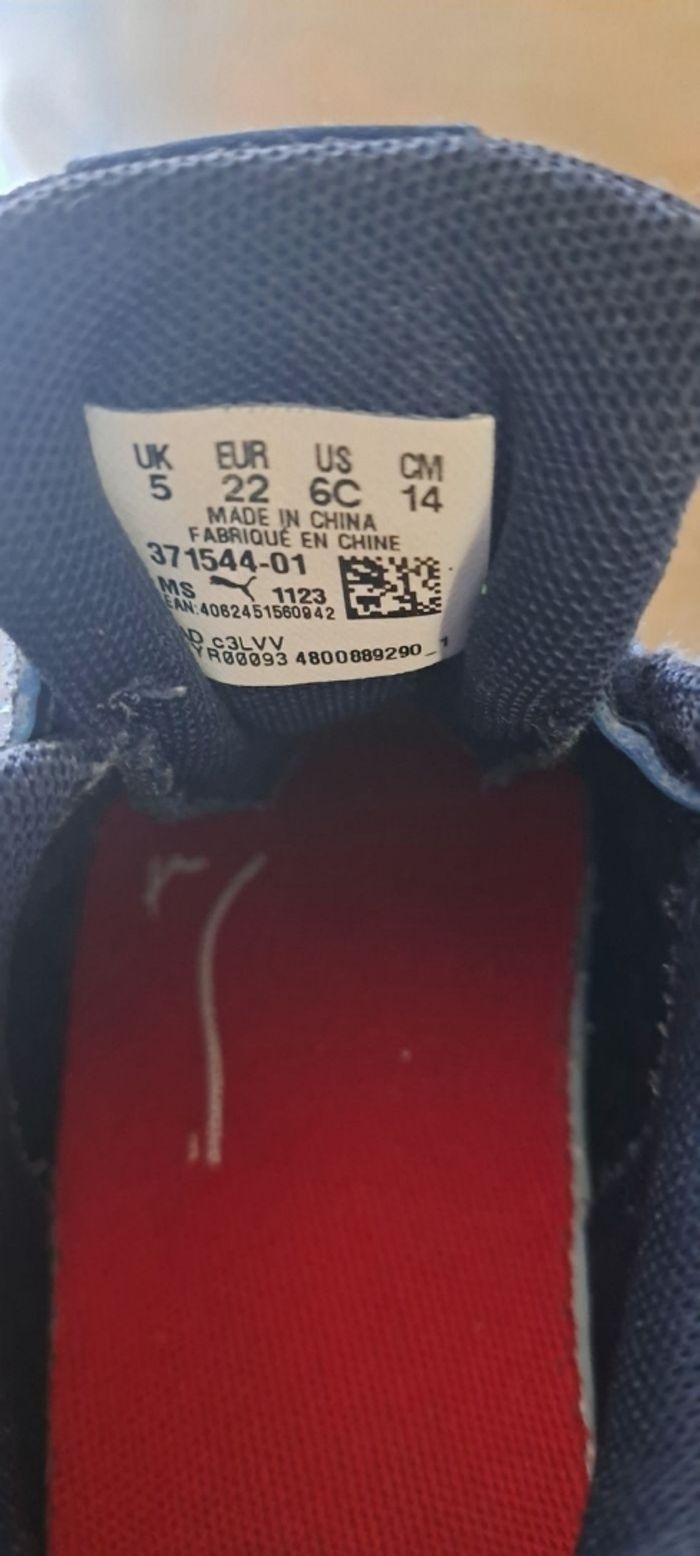 UK EUR US CM
5 22 6C 14
MADE IN CHINA
FABRIQUÉ EN CHINE
371544-01
MS 1123
EAN:4062451560942
D c3LVV
YR00093 4800889290_1